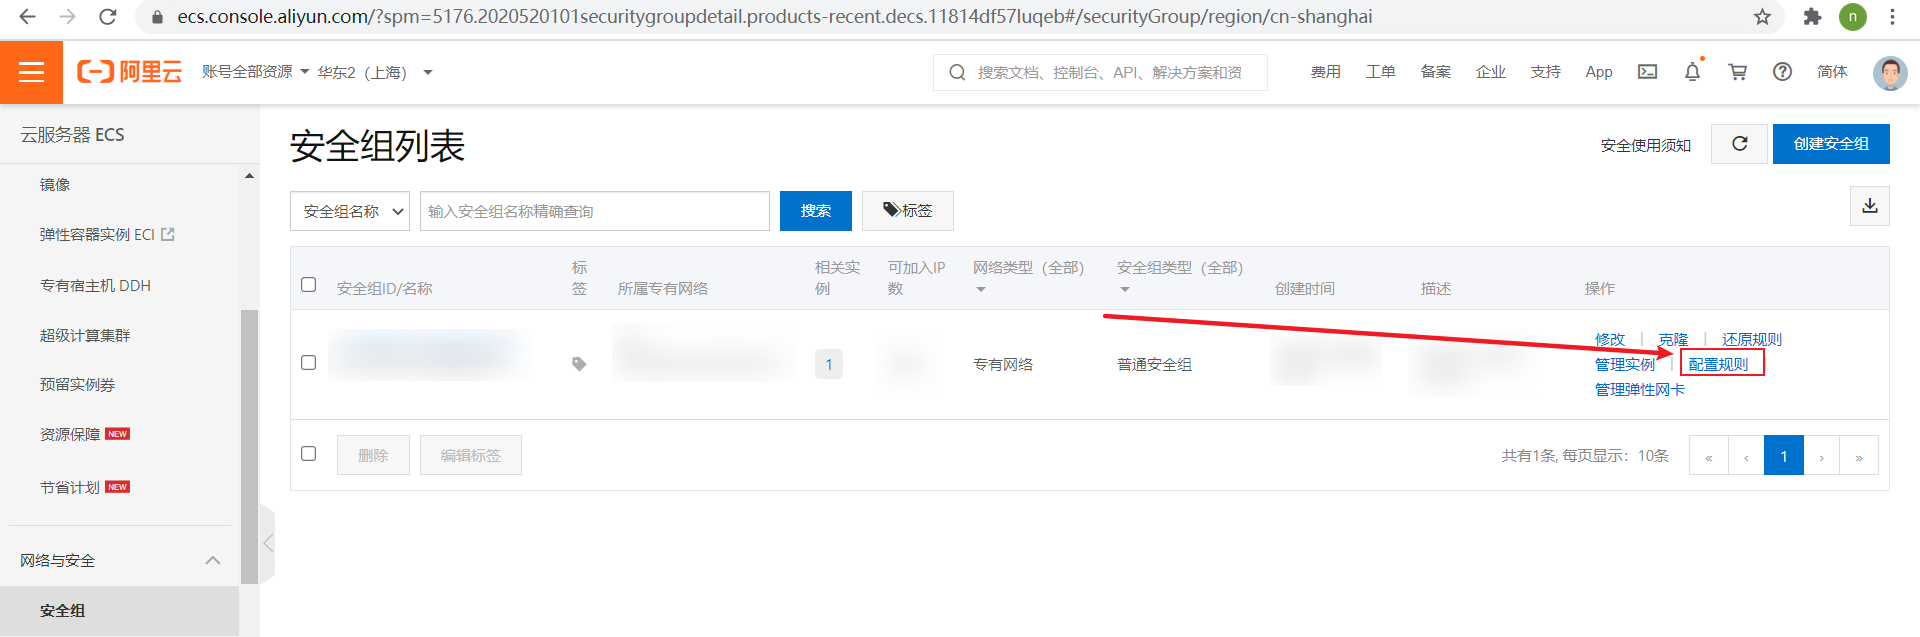 ecs.console.aliyun.com/?spm=5176.2020520101securitygroupdetail.products-recent.decs.11814df57Iuqeb#/securityGroup/region/cn-shanghai
n
阿里云 账号全部资源 华东2（上海） 搜索文档、控制台、API、解决方案和资 费用 工单 备案 企业 支持 App 简体
云服务器 ECS
镜像
弹性容器实例 ECI
专有宿主机 DDH
超级计算集群
预留实例券
资源保障 NEW
节省计划 NEW
网络与安全
安全组
安全组列表
安全使用须知 创建安全组
安全组名称 输入安全组名称精确查询 搜索 标签
安全组ID/名称 标签 所属专有网络 相关实例 可加入IP数 网络类型（全部） 安全组类型（全部） 创建时间 描述 操作
1 专有网络 普通安全组
修改 | 克隆 | 还原规则
管理实例 | 配置规则 |
管理弹性网卡
删除 编辑标签 共有1条, 每页显示：10条 « ‹ 1 › »